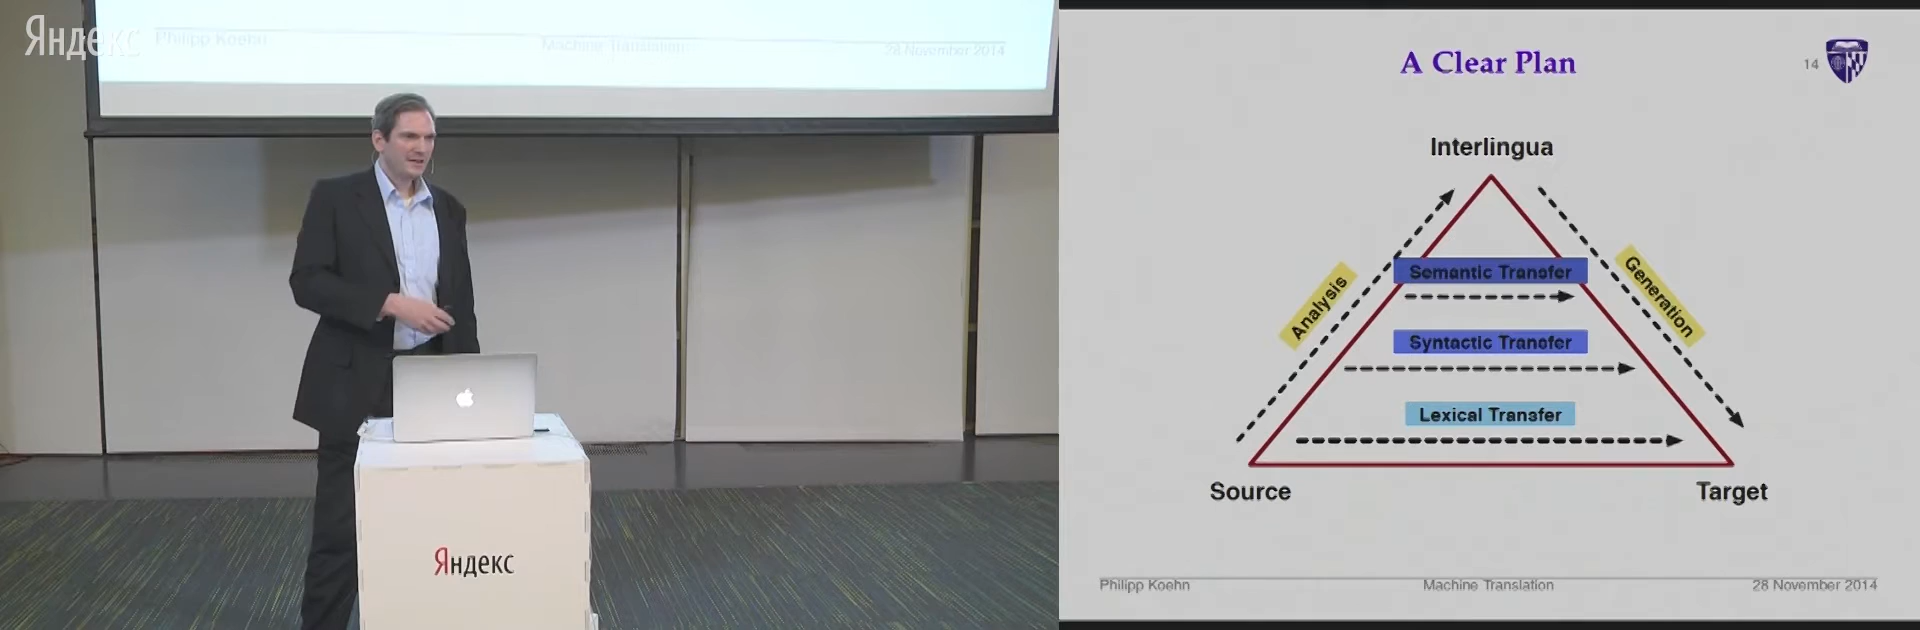 Яндекс
Philipp Koehn
Machine Translation
28 November 2014
Яндекс
A Clear Plan
14
Interlingua
Semantic Transfer
Syntactic Transfer
Lexical Transfer
Analysis
Generation
Source
Target
Philipp Koehn
Machine Translation
28 November 2014